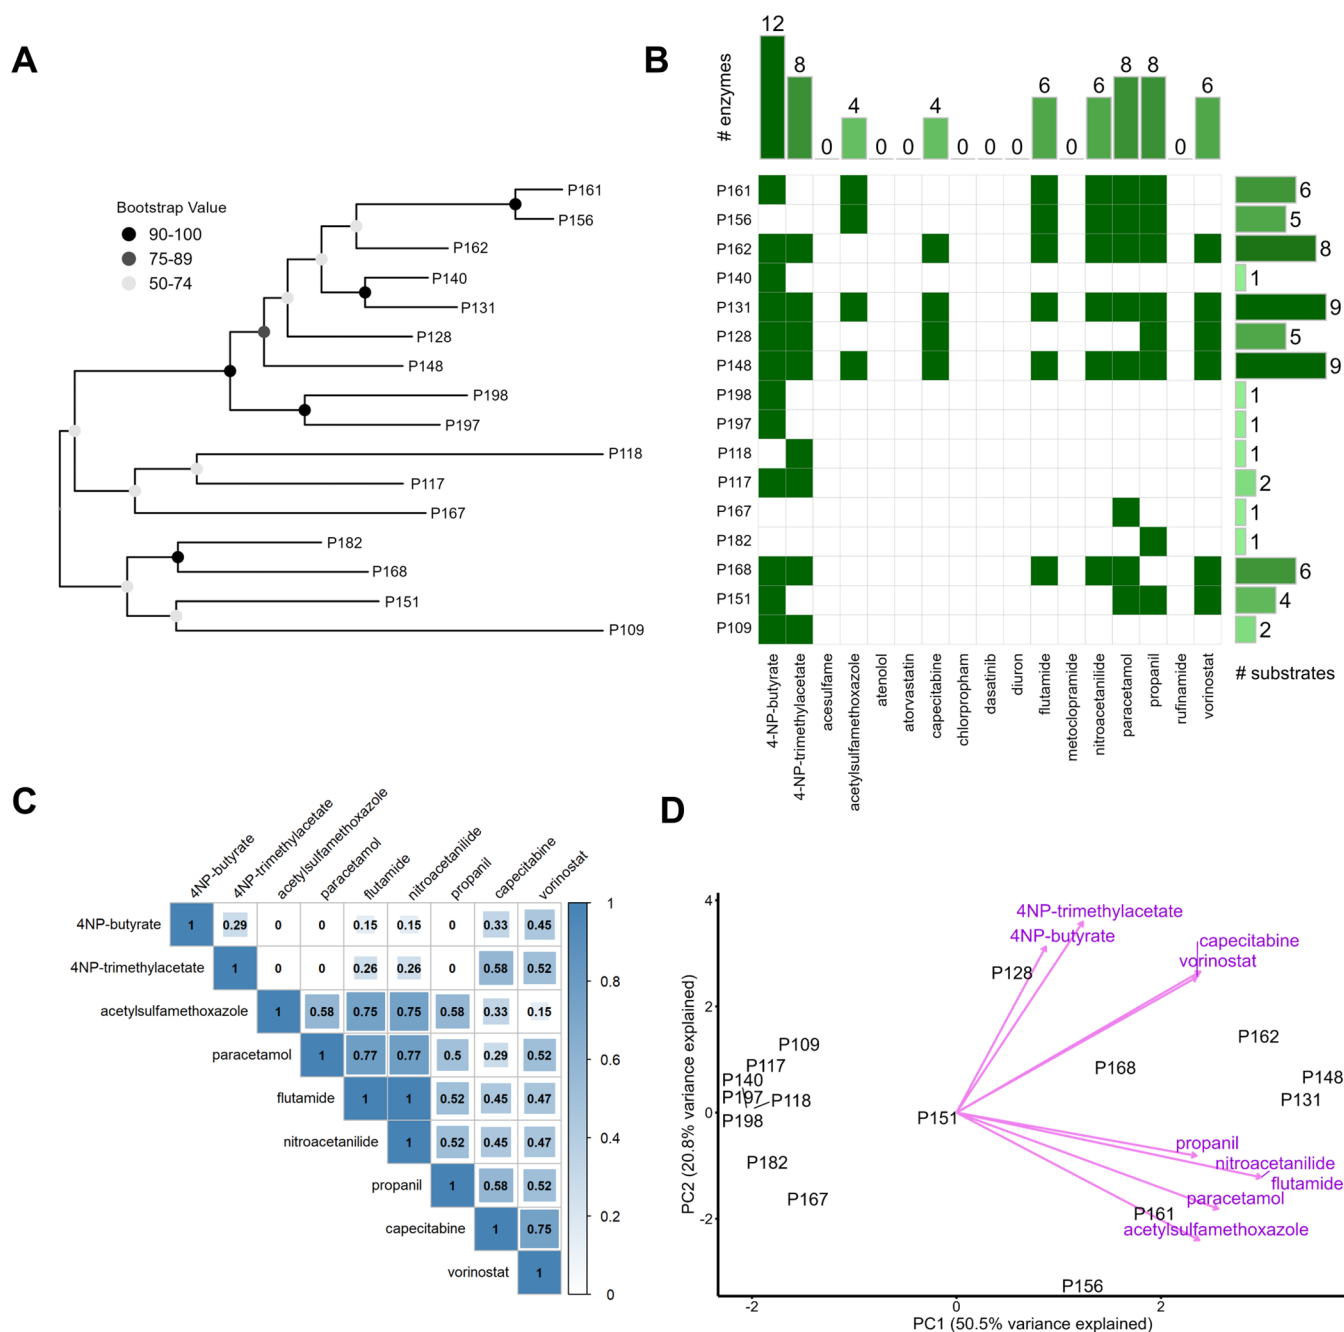 A
Bootstrap Value
90-100
75-89
50-74
P161
P156
P162
P140
P131
P128
P148
P198
P197
P118
P117
P167
P182
P168
P151
P109
B
# enzymes
12 8 0 4 0 0 4 0 0 0 6 0 6 8 8 0 6
P161 6
P156 5
P162 8
P140 1
P131 9
P128 5
P148 9
P198 1
P197 1
P118 1
P117 2
P167 1
P182 1
P168 6
P151 4
P109 2
# substrates
4-NP-butyrate
4-NP-trimethylacetate
acesulfame
acetylsulfamethoxazole
atenolol
atorvastatin
capecitabine
chlorpropham
dasatinib
diuron
flutamide
metoclopramide
nitroacetanilide
paracetamol
propanil
rufinamide
vorinostat
C
4NP-butyrate
4NP-trimethylacetate
acetylsulfamethoxazole
paracetamol
flutamide
nitroacetanilide
propanil
capecitabine
vorinostat
4NP-butyrate 1 0.29 0 0 0.15 0.15 0 0.33 0.45
4NP-trimethylacetate 1 0 0 0.26 0.26 0 0.58 0.52
acetylsulfamethoxazole 1 0.58 0.75 0.75 0.58 0.33 0.15
paracetamol 1 0.77 0.77 0.5 0.29 0.52
flutamide 1 1 0.52 0.45 0.47
nitroacetanilide 1 0.52 0.45 0.47
propanil 1 0.58 0.52
capecitabine 1 0.75
vorinostat 1
1
0.8
0.6
0.4
0.2
0
D
PC2 (20.8% variance explained)
4
2
0
-2
4NP-trimethylacetate
4NP-butyrate
capecitabine
vorinostat
P128
P162
P109
P117
P168
P140
P148
P197
P118
P131
P198
P151
propanil
P182
nitroacetanilide
flutamide
P167
paracetamol
P161
acetylsulfamethoxazole
P156
-2 0 2
PC1 (50.5% variance explained)